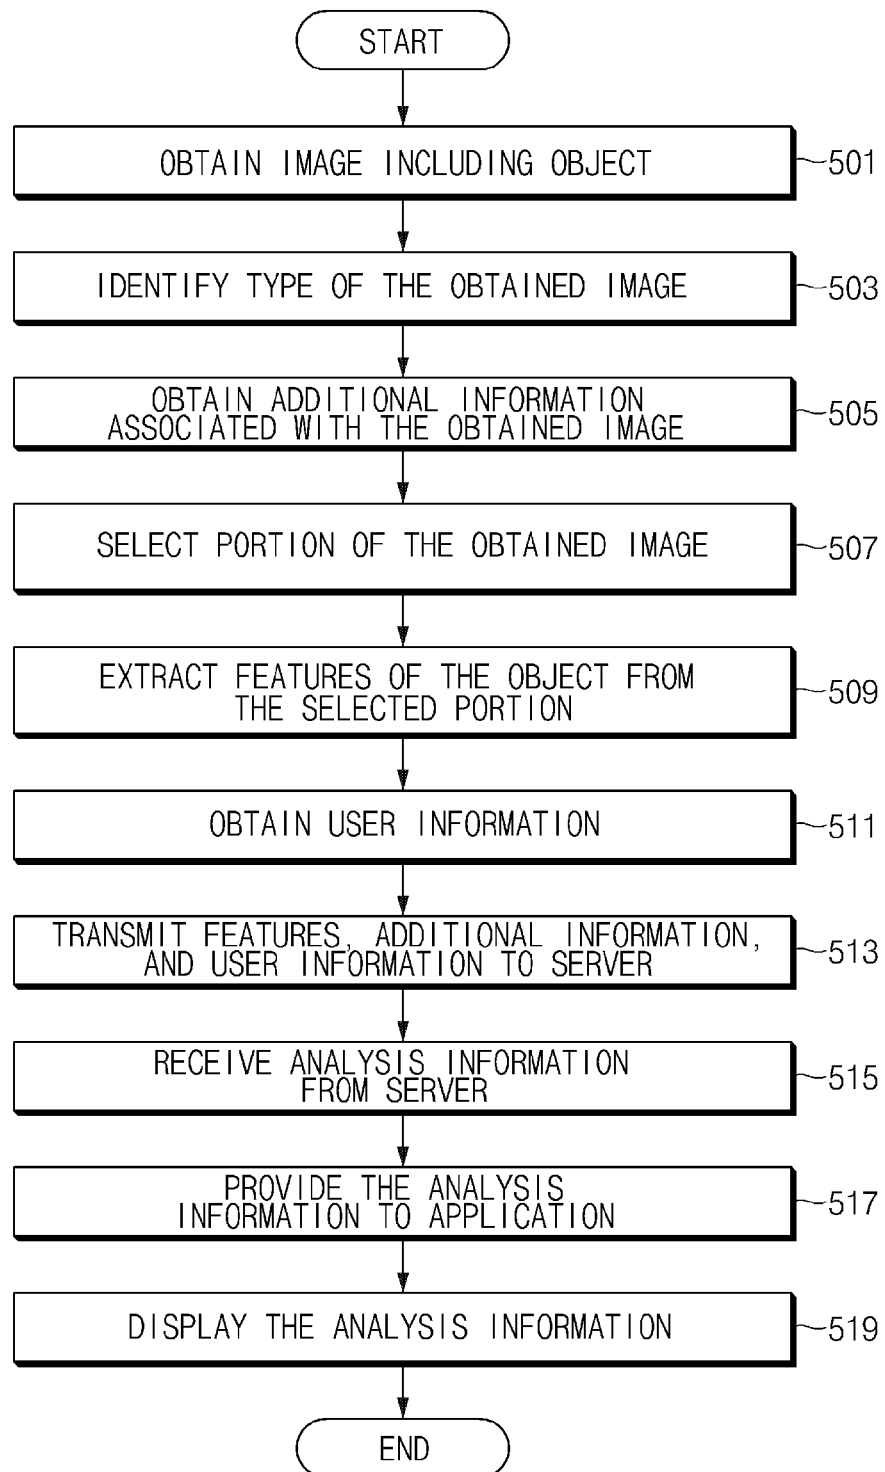 START
OBTAIN IMAGE INCLUDING OBJECT
501
IDENTIFY TYPE OF THE OBTAINED IMAGE
503
OBTAIN ADDITIONAL INFORMATION
ASSOCIATED WITH THE OBTAINED IMAGE
505
SELECT PORTION OF THE OBTAINED IMAGE
507
EXTRACT FEATURES OF THE OBJECT FROM
THE SELECTED PORTION
509
OBTAIN USER INFORMATION
511
TRANSMIT FEATURES, ADDITIONAL INFORMATION,
AND USER INFORMATION TO SERVER
513
RECEIVE ANALYSIS INFORMATION
FROM SERVER
515
PROVIDE THE ANALYSIS
INFORMATION TO APPLICATION
517
DISPLAY THE ANALYSIS INFORMATION
519
END